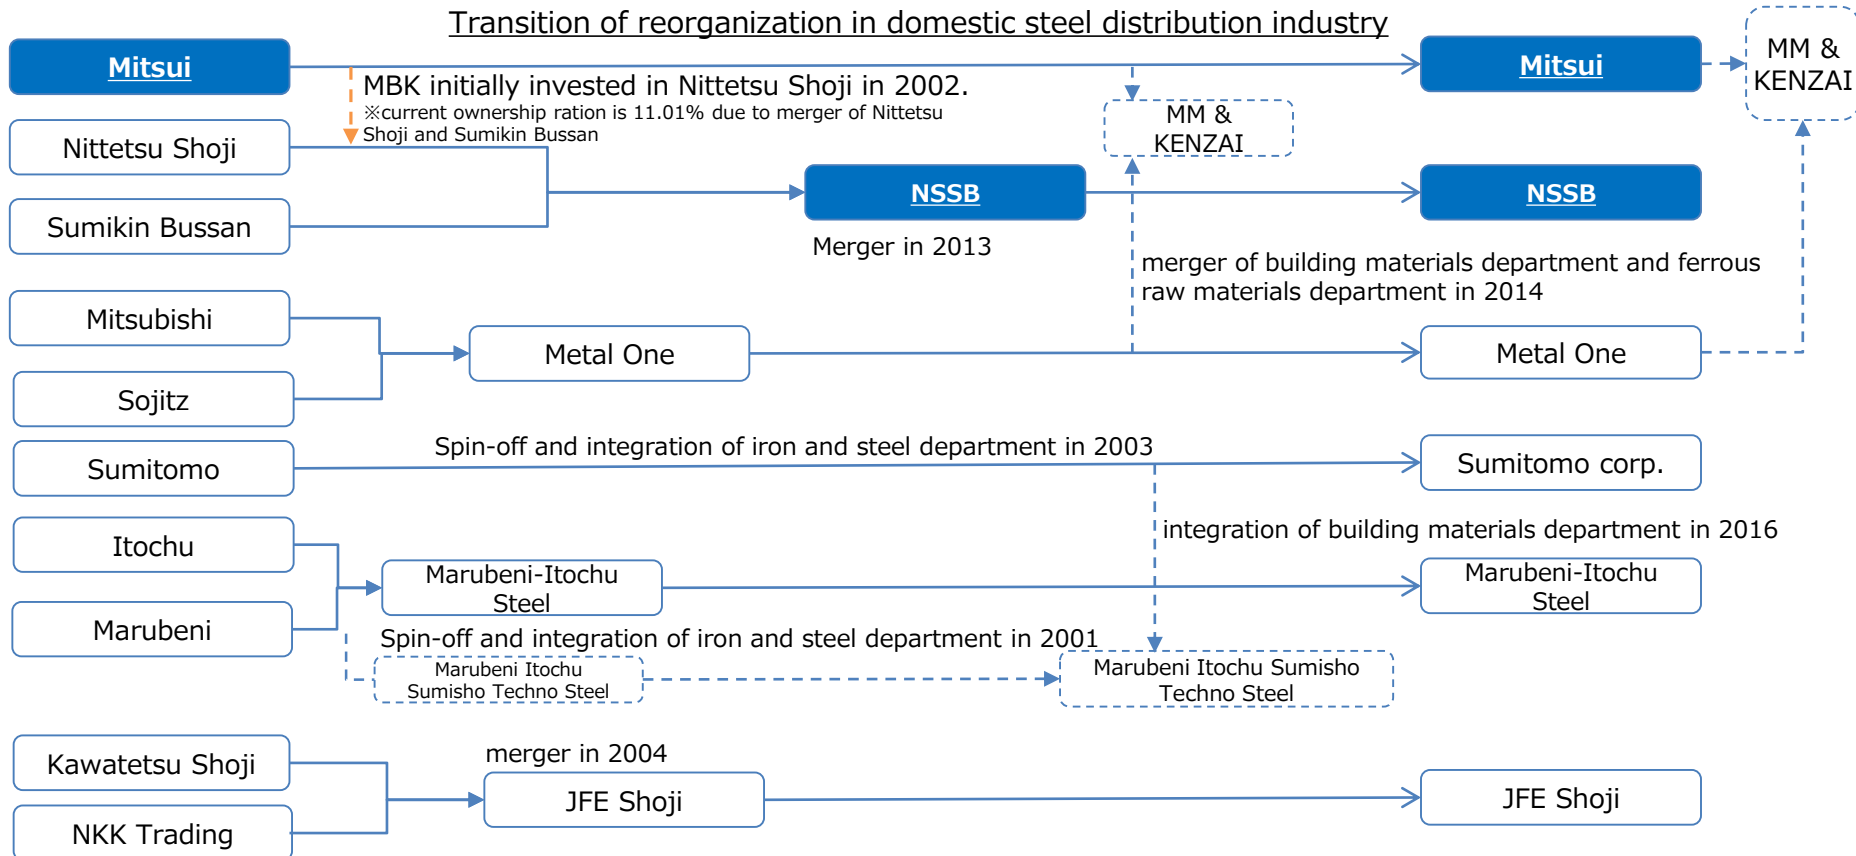 Transition of reorganization in domestic steel distribution industry
Mitsui
MBK initially invested in Nittetsu Shoji in 2002.
※current ownership ration is 11.01% due to merger of Nittetsu
Shoji and Sumikin Bussan
MM &
KENZAI
Mitsui
MM &
KENZAI
Nittetsu Shoji
Sumikin Bussan
NSSB
NSSB
Merger in 2013
merger of building materials department and ferrous
raw materials department in 2014
Mitsubishi
Sojitz
Metal One
Metal One
Sumitomo
Spin-off and integration of iron and steel department in 2003
Sumitomo corp.
integration of building materials department in 2016
Itochu
Marubeni
Marubeni-Itochu
Steel
Marubeni-Itochu
Steel
Spin-off and integration of iron and steel department in 2001
Marubeni Itochu
Sumisho Techno Steel
Marubeni Itochu Sumisho
Techno Steel
Kawatetsu Shoji
NKK Trading
merger in 2004
JFE Shoji
JFE Shoji